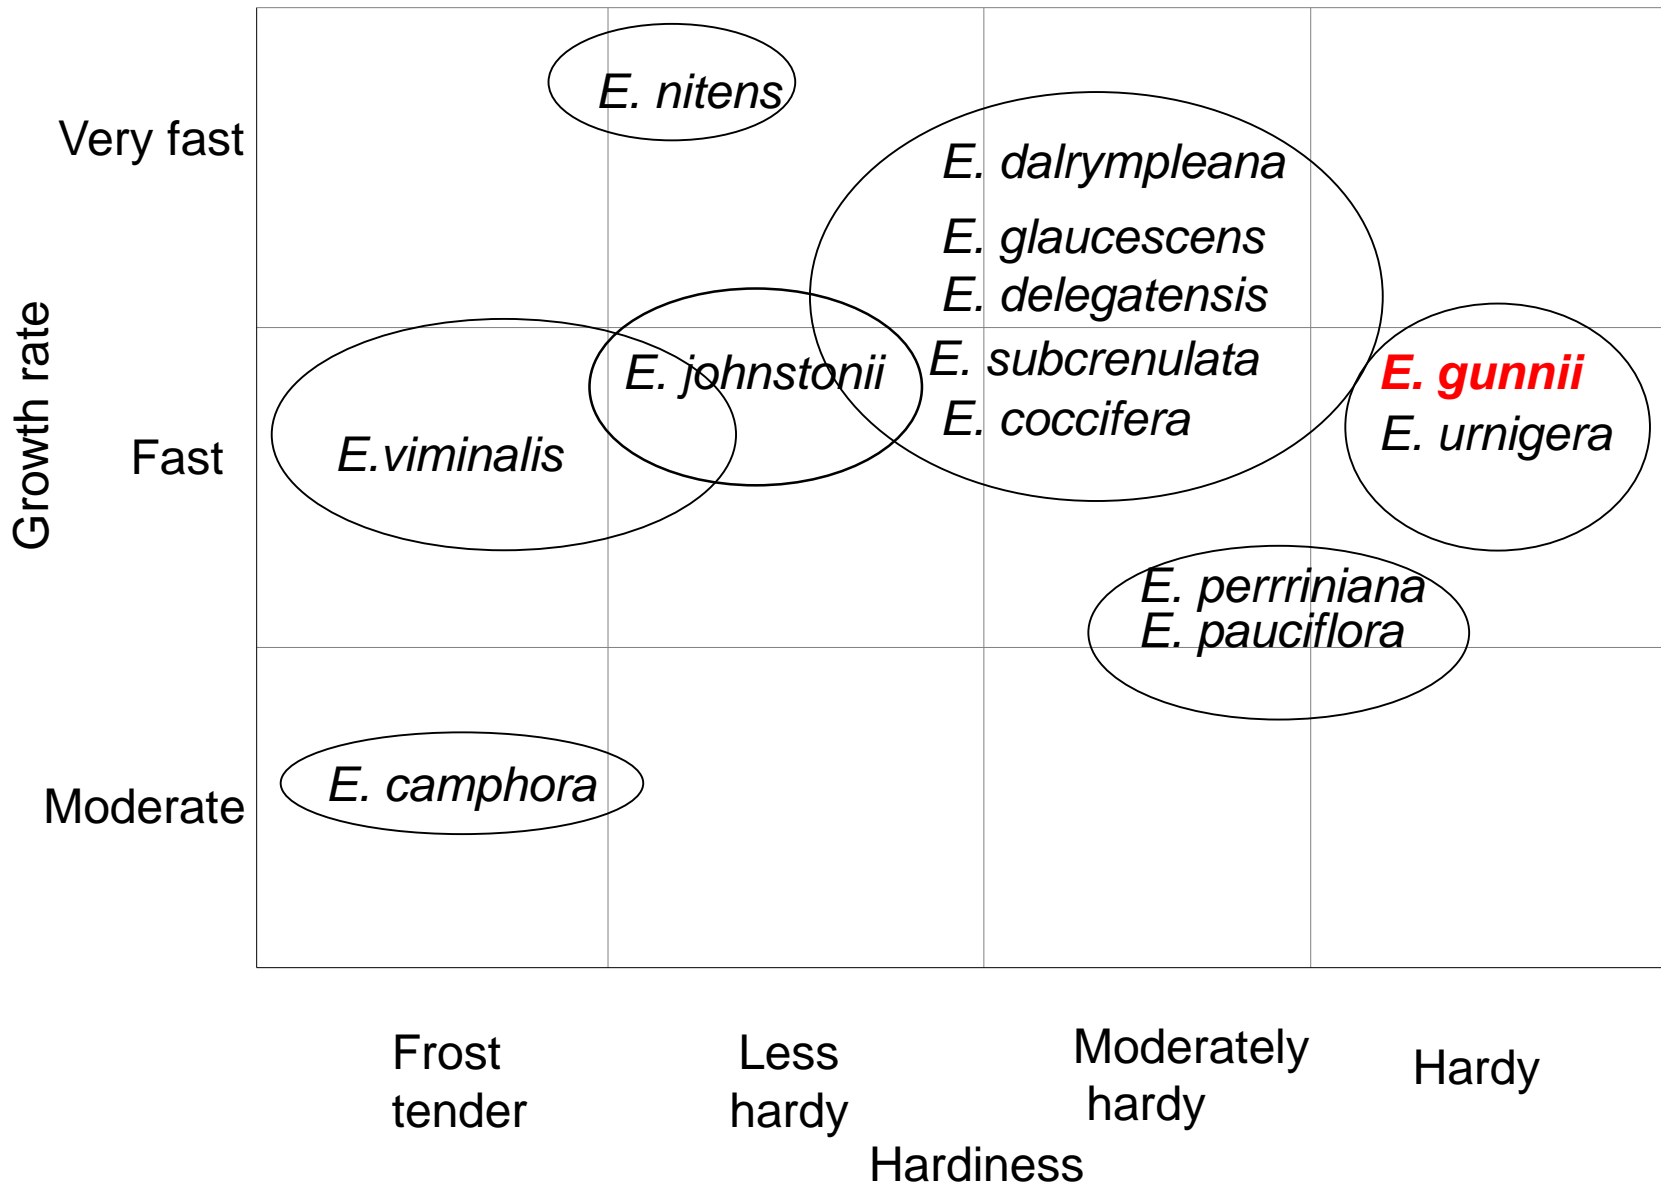 E. nitens
Very fast
E. dalrympleana
E. glaucescens
E. delegatensis
Growth rate
E. subcrenulata
E. johnstonii
E. gunnii
E. coccifera
E. urnigera
Fast
E.viminalis
E. perrriniana
E. pauciflora
Moderate
E. camphora
Frost
tender
Less
hardy
Moderately
hardy
Hardy
Hardiness